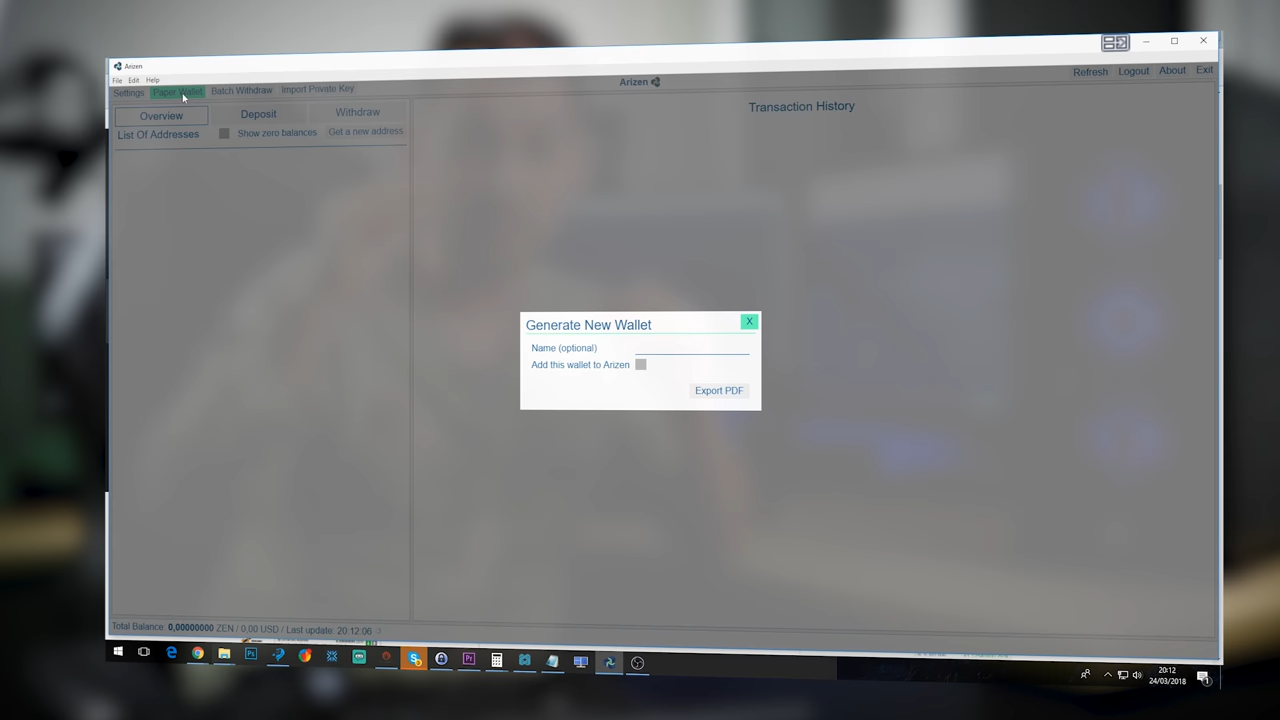 Arizen
File Edit Help
Settings Paper Wallet Batch Withdraw Import Private Key
Arizen
Refresh Logout About Exit
Overview Deposit Withdraw
List Of Addresses Show zero balances Get a new address
Transaction History
Generate New Wallet X
Name (optional)
Add this wallet to Arizen
Export PDF
Total Balance: 0,00000000 ZEN / 0,00 USD / Last update: 20:12:06
20:12
24/03/2018